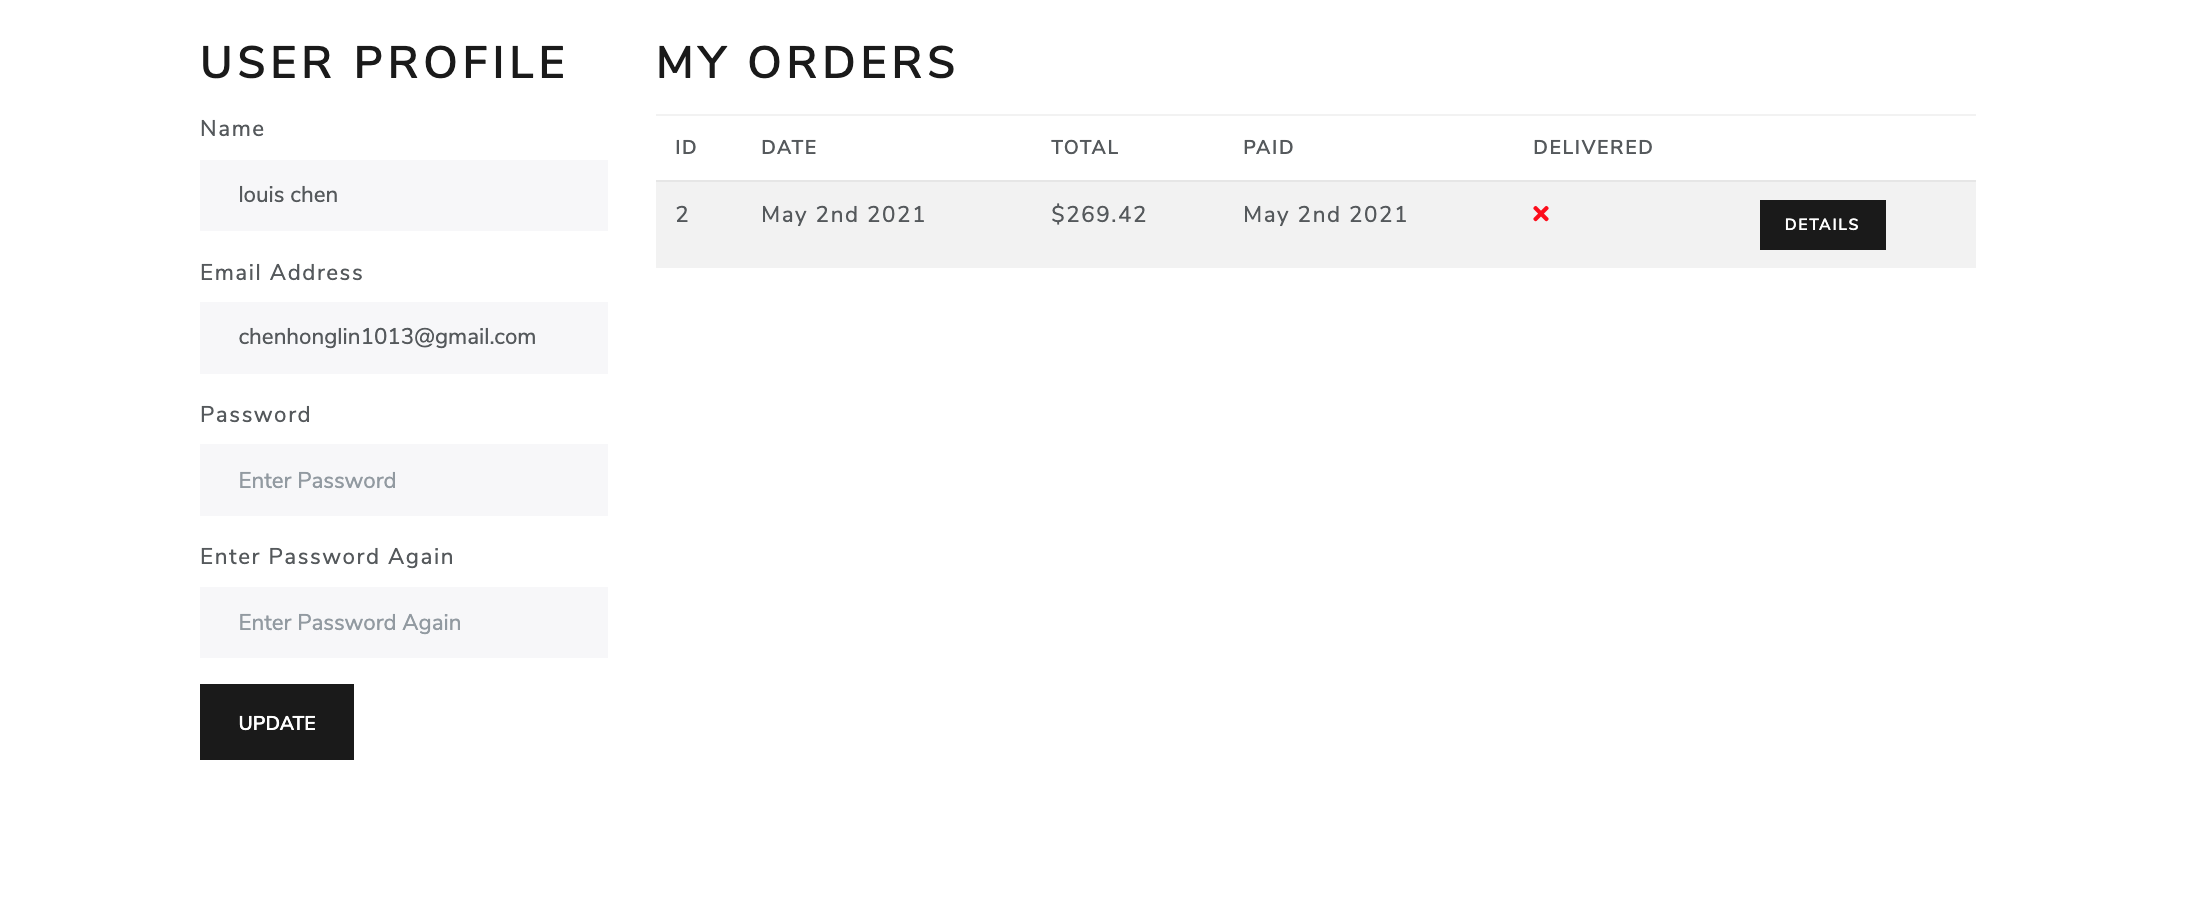 USER PROFILE
Name
louis chen
Email Address
chenhonglin1013@gmail.com
Password
Enter Password
Enter Password Again
Enter Password Again
UPDATE
MY ORDERS
ID DATE TOTAL PAID DELIVERED
2 May 2nd 2021 $269.42 May 2nd 2021 DETAILS